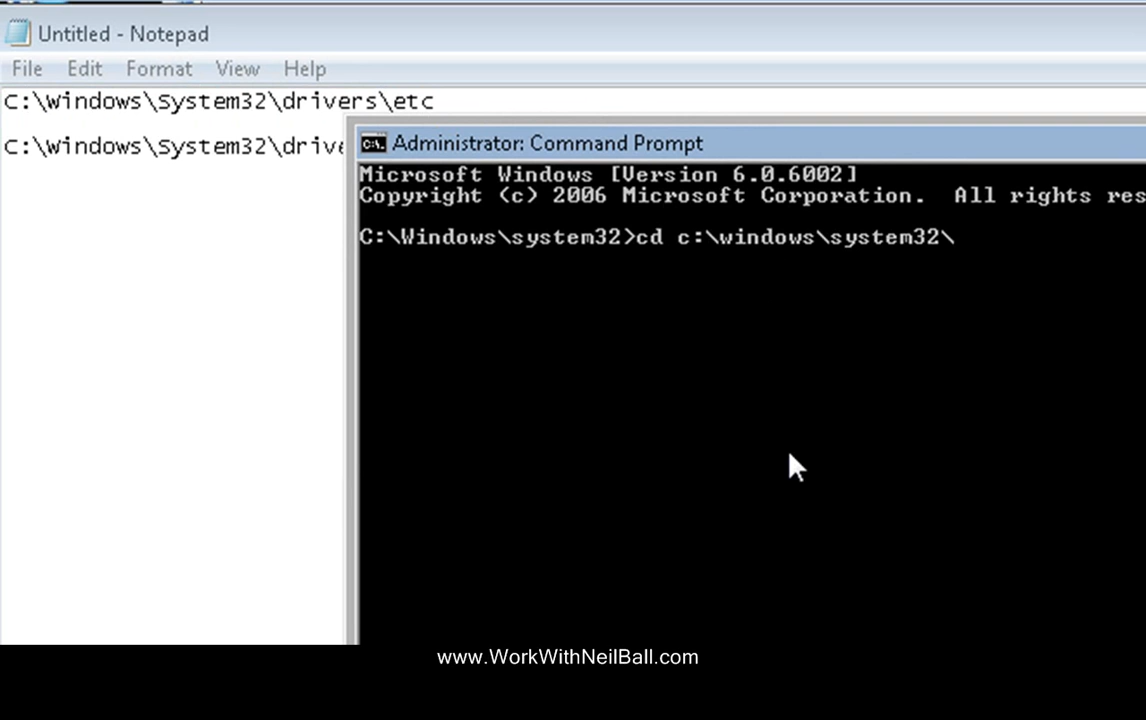 Untitled - Notepad
File Edit Format View Help
C:\Windows\System32\drivers\etc
C:\Windows\System32\drive
Administrator: Command Prompt
Microsoft Windows [Version 6.0.6002]
Copyright (c) 2006 Microsoft Corporation. All rights res
C:\Windows\system32>cd c:\windows\system32\
www.WorkWithNeilBall.com